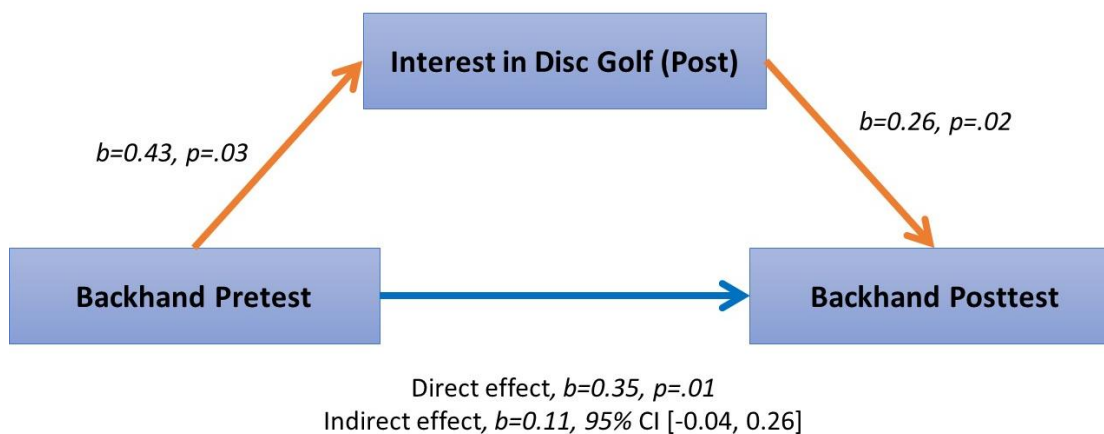 Interest in Disc Golf (Post)
b=0.43, p=.03
b=0.26, p=.02
Backhand Pretest
Backhand Posttest
Direct effect, b=0.35, p=.01
Indirect effect, b=0.11, 95% CI [-0.04, 0.26]